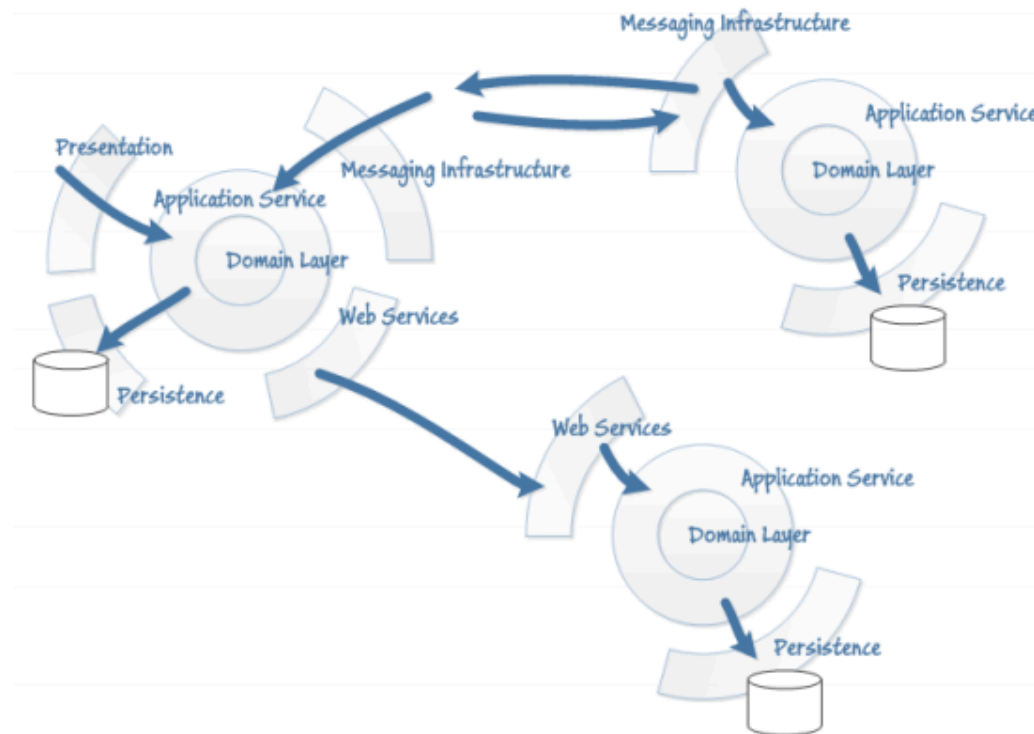 Messaging Infrastructure
Application Service
Domain Layer
Persistence
Presentation
Messaging Infrastructure
Application Service
Domain Layer
Web Services
Persistence
Web Services
Application Service
Domain Layer
Persistence